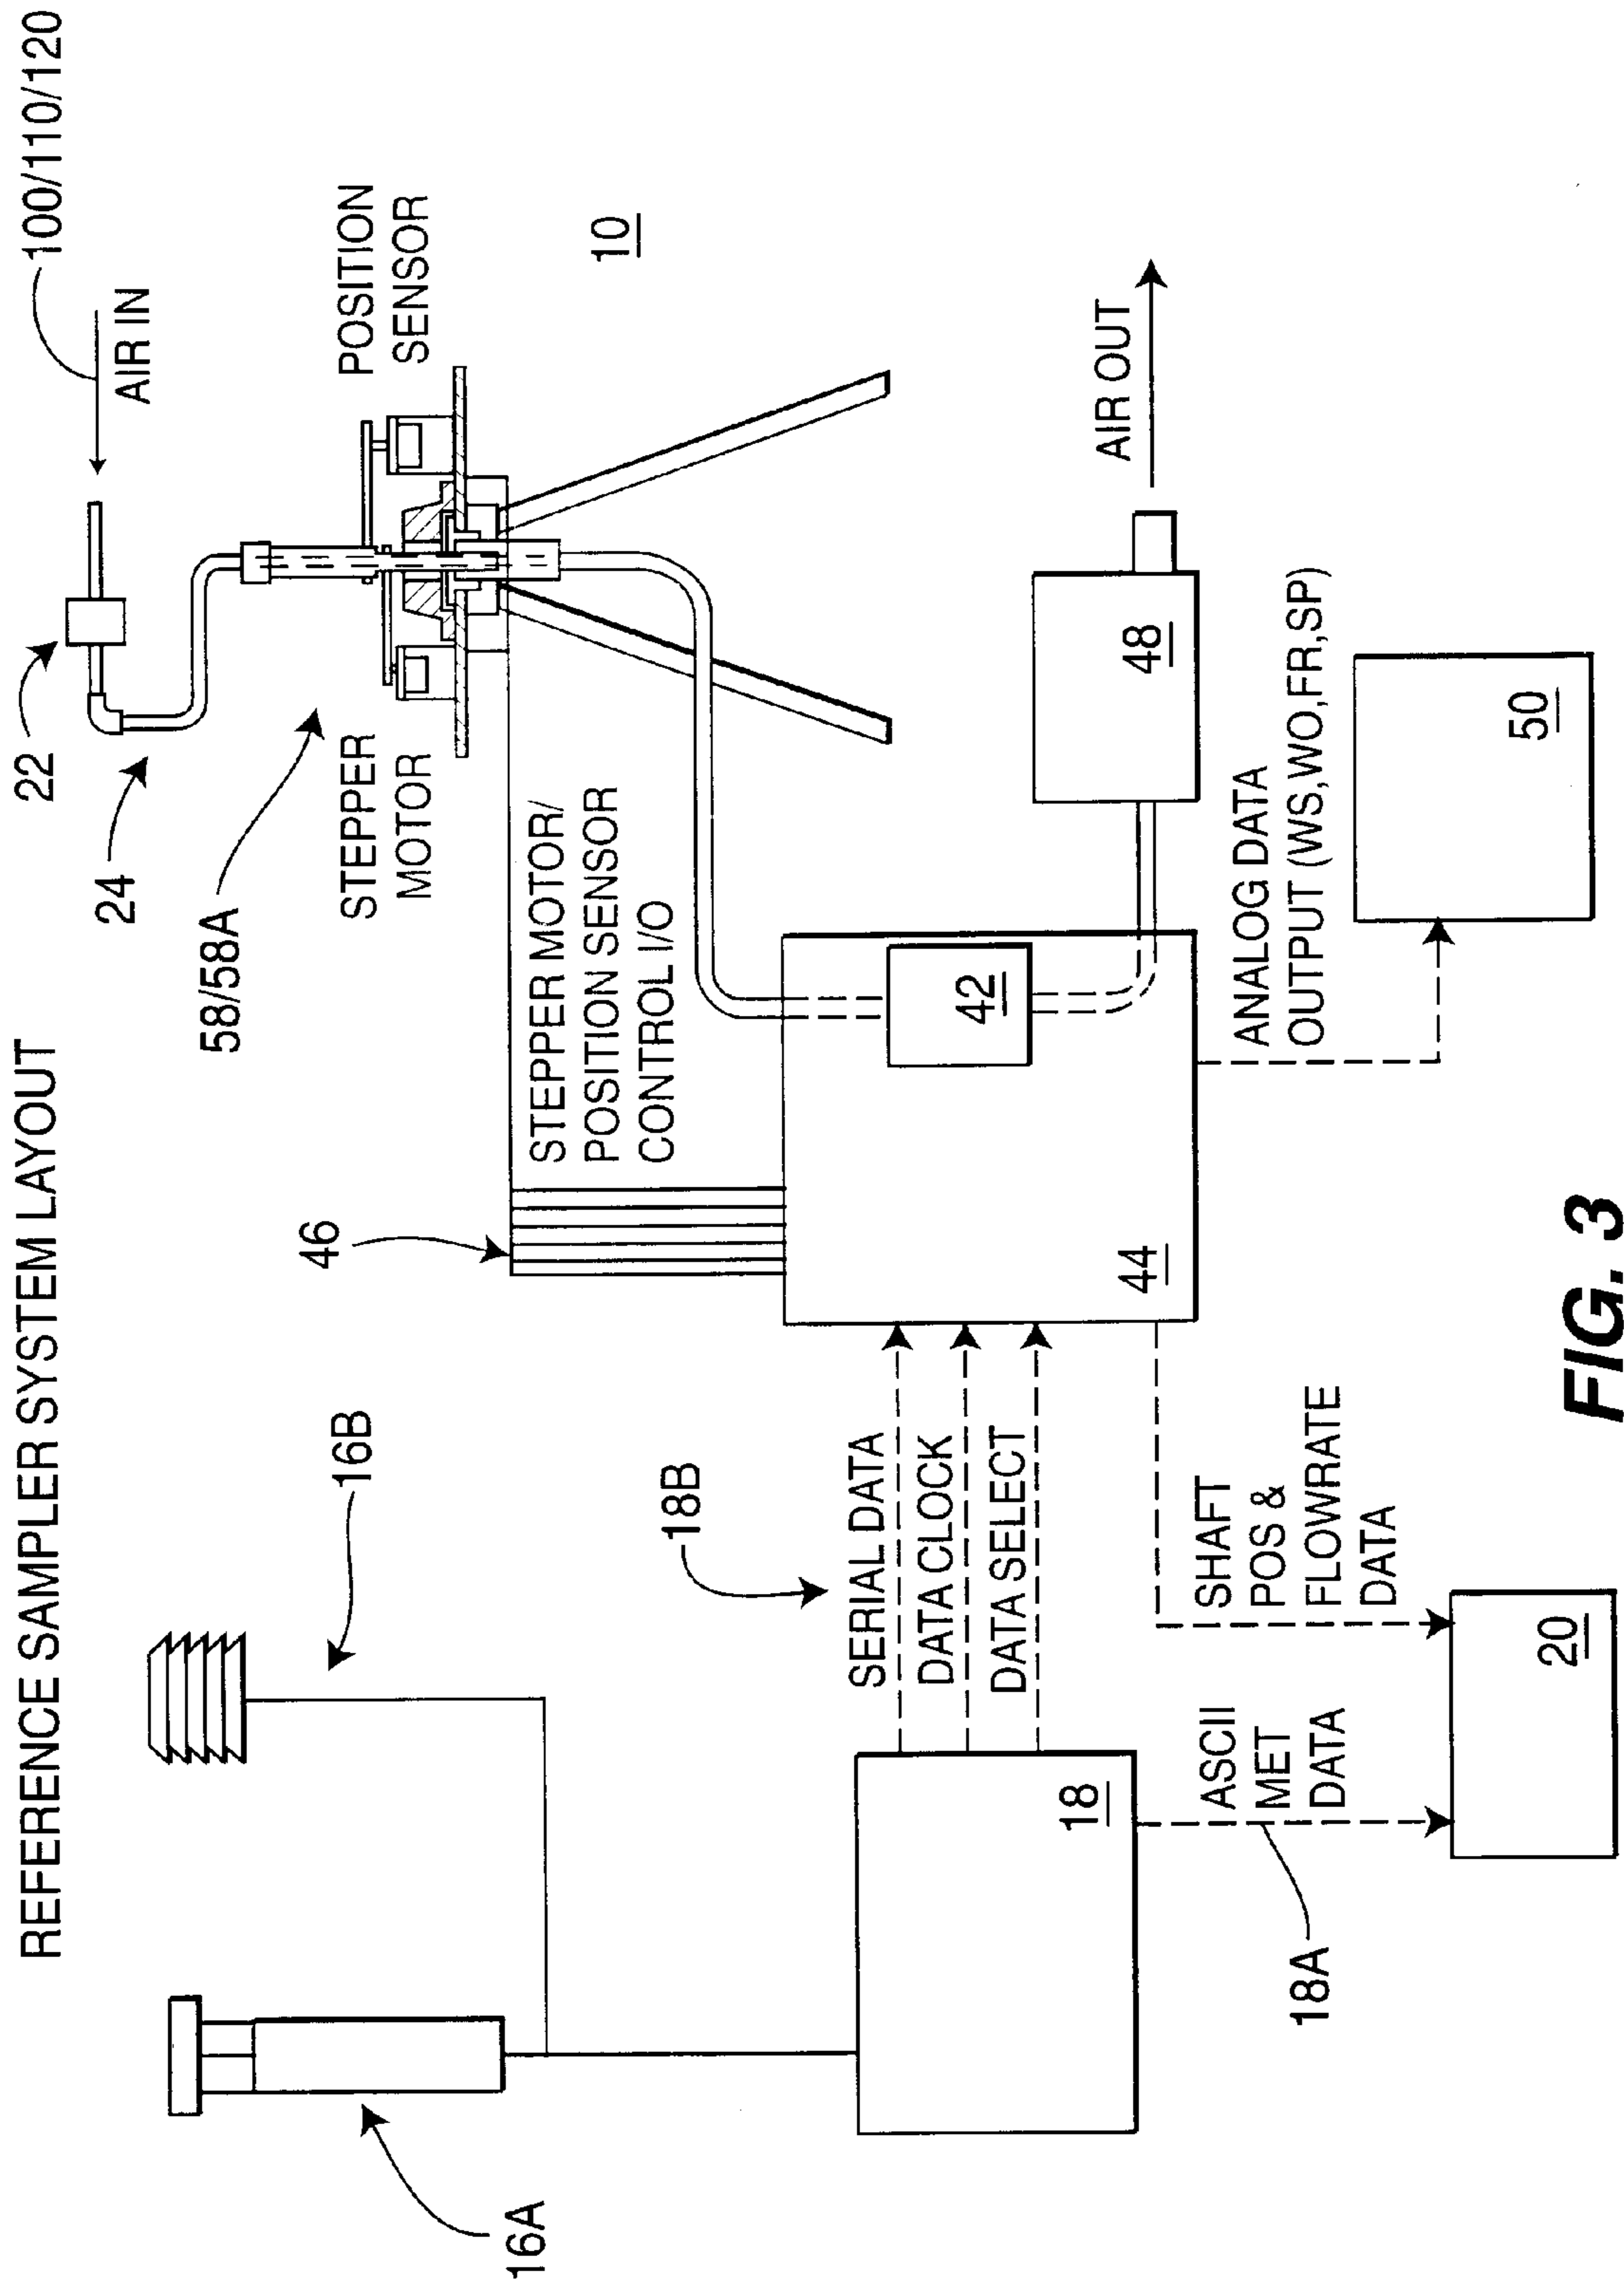 REFERENCE SAMPLER SYSTEM LAYOUT
100/110/120
AIR IN
22
24
58/58A
STEPPER
MOTOR
POSITION
SENSOR
10
16A
16B
46
STEPPER MOTOR/
POSITION SENSOR
CONTROL I/O
18B
SERIAL DATA
DATA CLOCK
DATA SELECT
42
44
48
AIR OUT
18
18A
ASCII
MET
DATA
SHAFT
POS &
FLOWRATE
DATA
ANALOG DATA
OUTPUT (WS,WO,FR,SP)
20
50
FIG. 3